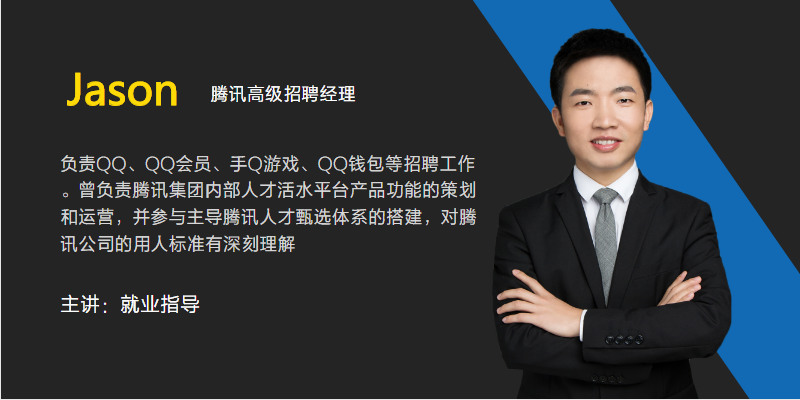 Jason 腾讯高级招聘经理
负责QQ、QQ会员、手Q游戏、QQ钱包等招聘工作
。曾负责腾讯集团内部人才活水平台产品功能的策划
和运营，并参与主导腾讯人才甄选体系的搭建，对腾
讯公司的用人标准有深刻理解
主讲：就业指导